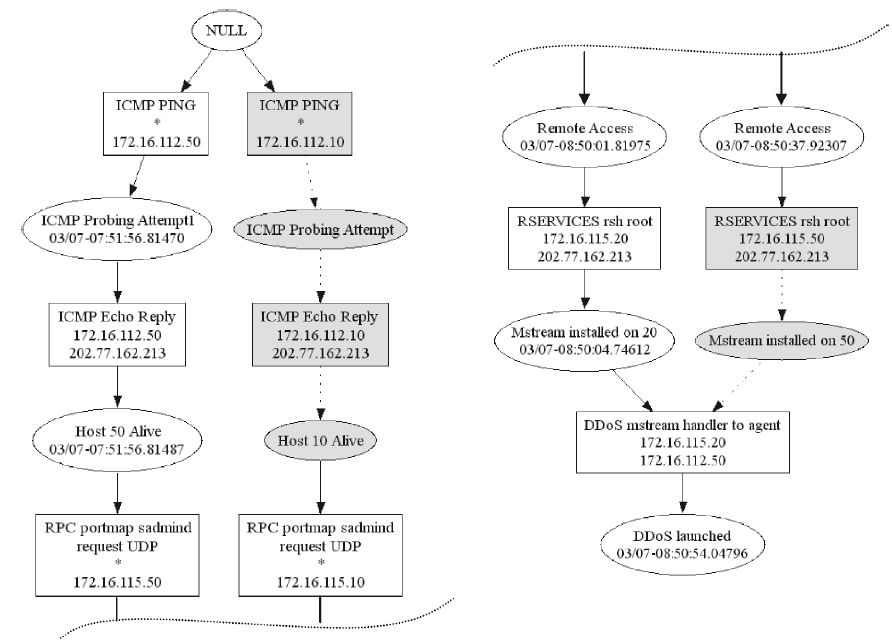 NULL
ICMP PING
*
172.16.112.50
ICMP PING
*
172.16.112.10
ICMP Probing Attempt1
03/07-07:51:56.81470
ICMP Probing Attempt
ICMP Echo Reply
172.16.112.50
202.77.162.213
ICMP Echo Reply
172.16.112.10
202.77.162.213
Host 50 Alive
03/07-07:51:56.81487
Host 10 Alive
RPC portmap sadmind
request UDP
*
172.16.115.50
RPC portmap sadmind
request UDP
*
172.16.115.10
Remote Access
03/07-08:50:01.81975
Remote Access
03/07-08:50:37.92307
RSERVICES rsh root
172.16.115.20
202.77.162.213
RSERVICES rsh root
172.16.115.50
202.77.162.213
Mstream installed on 20
03/07-08:50:04.74612
Mstream installed on 50
DDoS mstream handler to agent
172.16.115.20
172.16.112.50
DDoS launched
03/07-08:50:54.04796